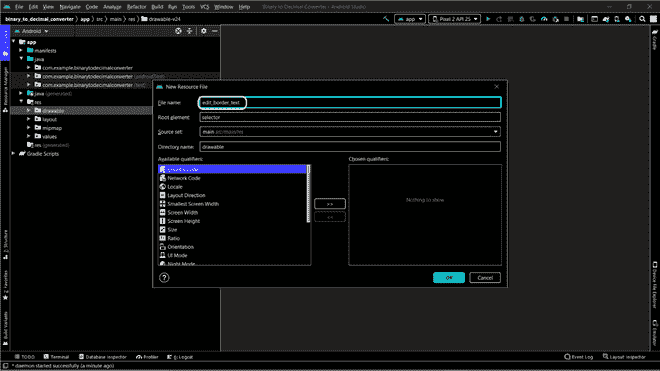 File Edit View Navigate Code Analyze Refactor Build Run Tools VCS Window Help Binary to Decimal Converter - Android Studio
binary_to_decimal_converter app src main res drawable-v24
app Pixel 2 API 25
Android
app
manifests
java
com.example.binarytodecimalconverter
com.example.binarytodecimalconverter
com.example.binarytodecimalconverter (test)
java (generated)
res
drawable
layout
mipmap
values
res (generated)
Gradle Scripts
New Resource File
File name: edit_border_text
Root element: selector
Source set: main src/main/res
Directory name: drawable
Available qualifiers: Chosen qualifiers:
Network Code
Locale
Layout Direction
Smallest Screen Width
Screen Width
Screen Height
Size
Ratio
Orientation
UI Mode
Night Mode
>>
<<
Nothing to show
?
OK Cancel
Resource Manager
Z: Structure
2: Favorites
Build Variants
Gradle
Device File Explorer
Emulator
TODO Terminal Database Inspector Profiler 6: Logcat Event Log Layout Inspector
* daemon started successfully (a minute ago)